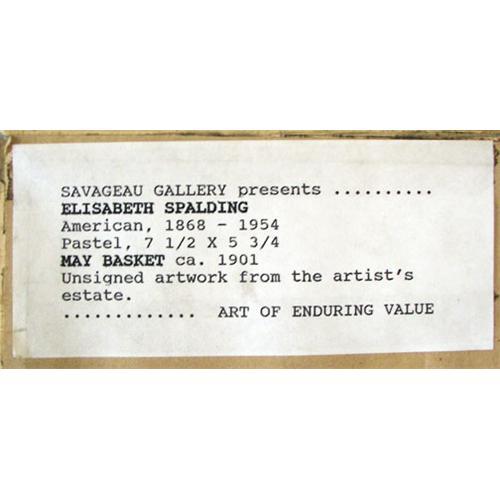 SAVAGEAU GALLERY presents ..........
ELISABETH SPALDING
American, 1868 - 1954
Pastel, 7 1/2 X 5 3/4
MAY BASKET ca. 1901
Unsigned artwork from the artist's
estate.
............. ART OF ENDURING VALUE